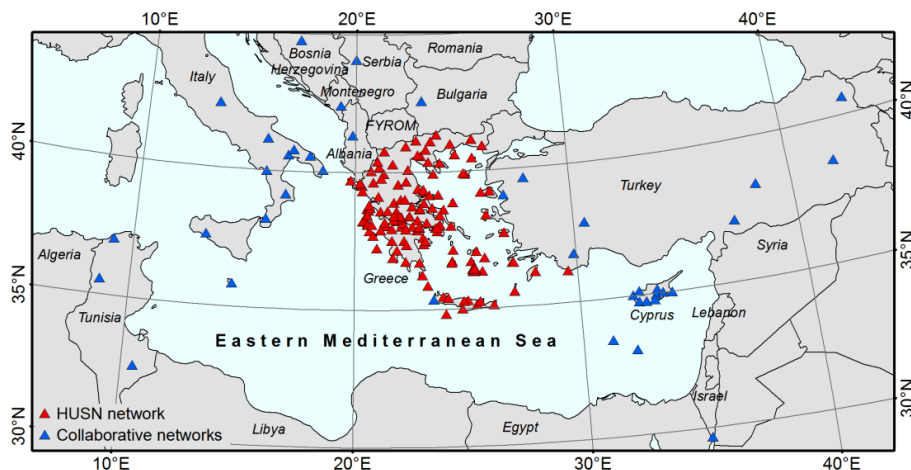 10°E 20°E 30°E 40°E
Romania
Bosnia
Herzegovina
Serbia
Italy
Montenegro
Bulgaria
40°N
40°N
FYROM
Albania
Turkey
Algeria
Syria
Greece
35°N
35°N
Tunisia
Cyprus
Lebanon
Eastern Mediterranean Sea
Israel
30°N
30°N
HUSN network
Collaborative networks
Libya
Egypt
10°E 20°E 30°E 40°E